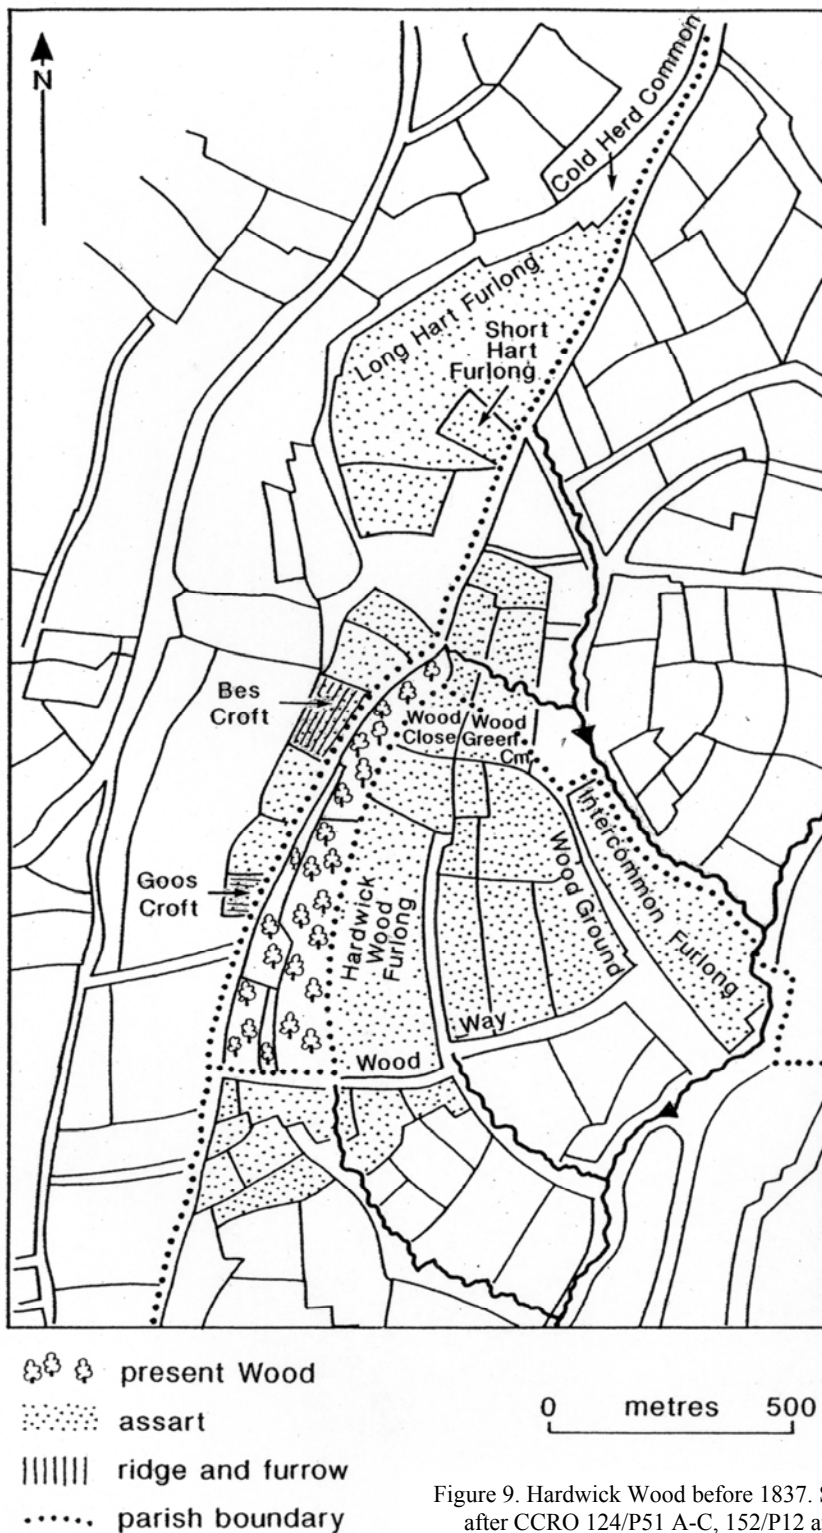 N
Cold Herd Common
Long Hart Furlong
Short
Hart
Furlong
Bes
Croft
Wood
Close
Wood
Green
Cm
Intercommon Furlong
Goos
Croft
Hardwick
Wood
Furlong
Wood Ground
Wood Way
present Wood
assart
ridge and furrow
parish boundary
0 metres 500
Figure 9. Hardwick Wood before 1837. S
after CCRO 124/P51 A-C, 152/P12 a